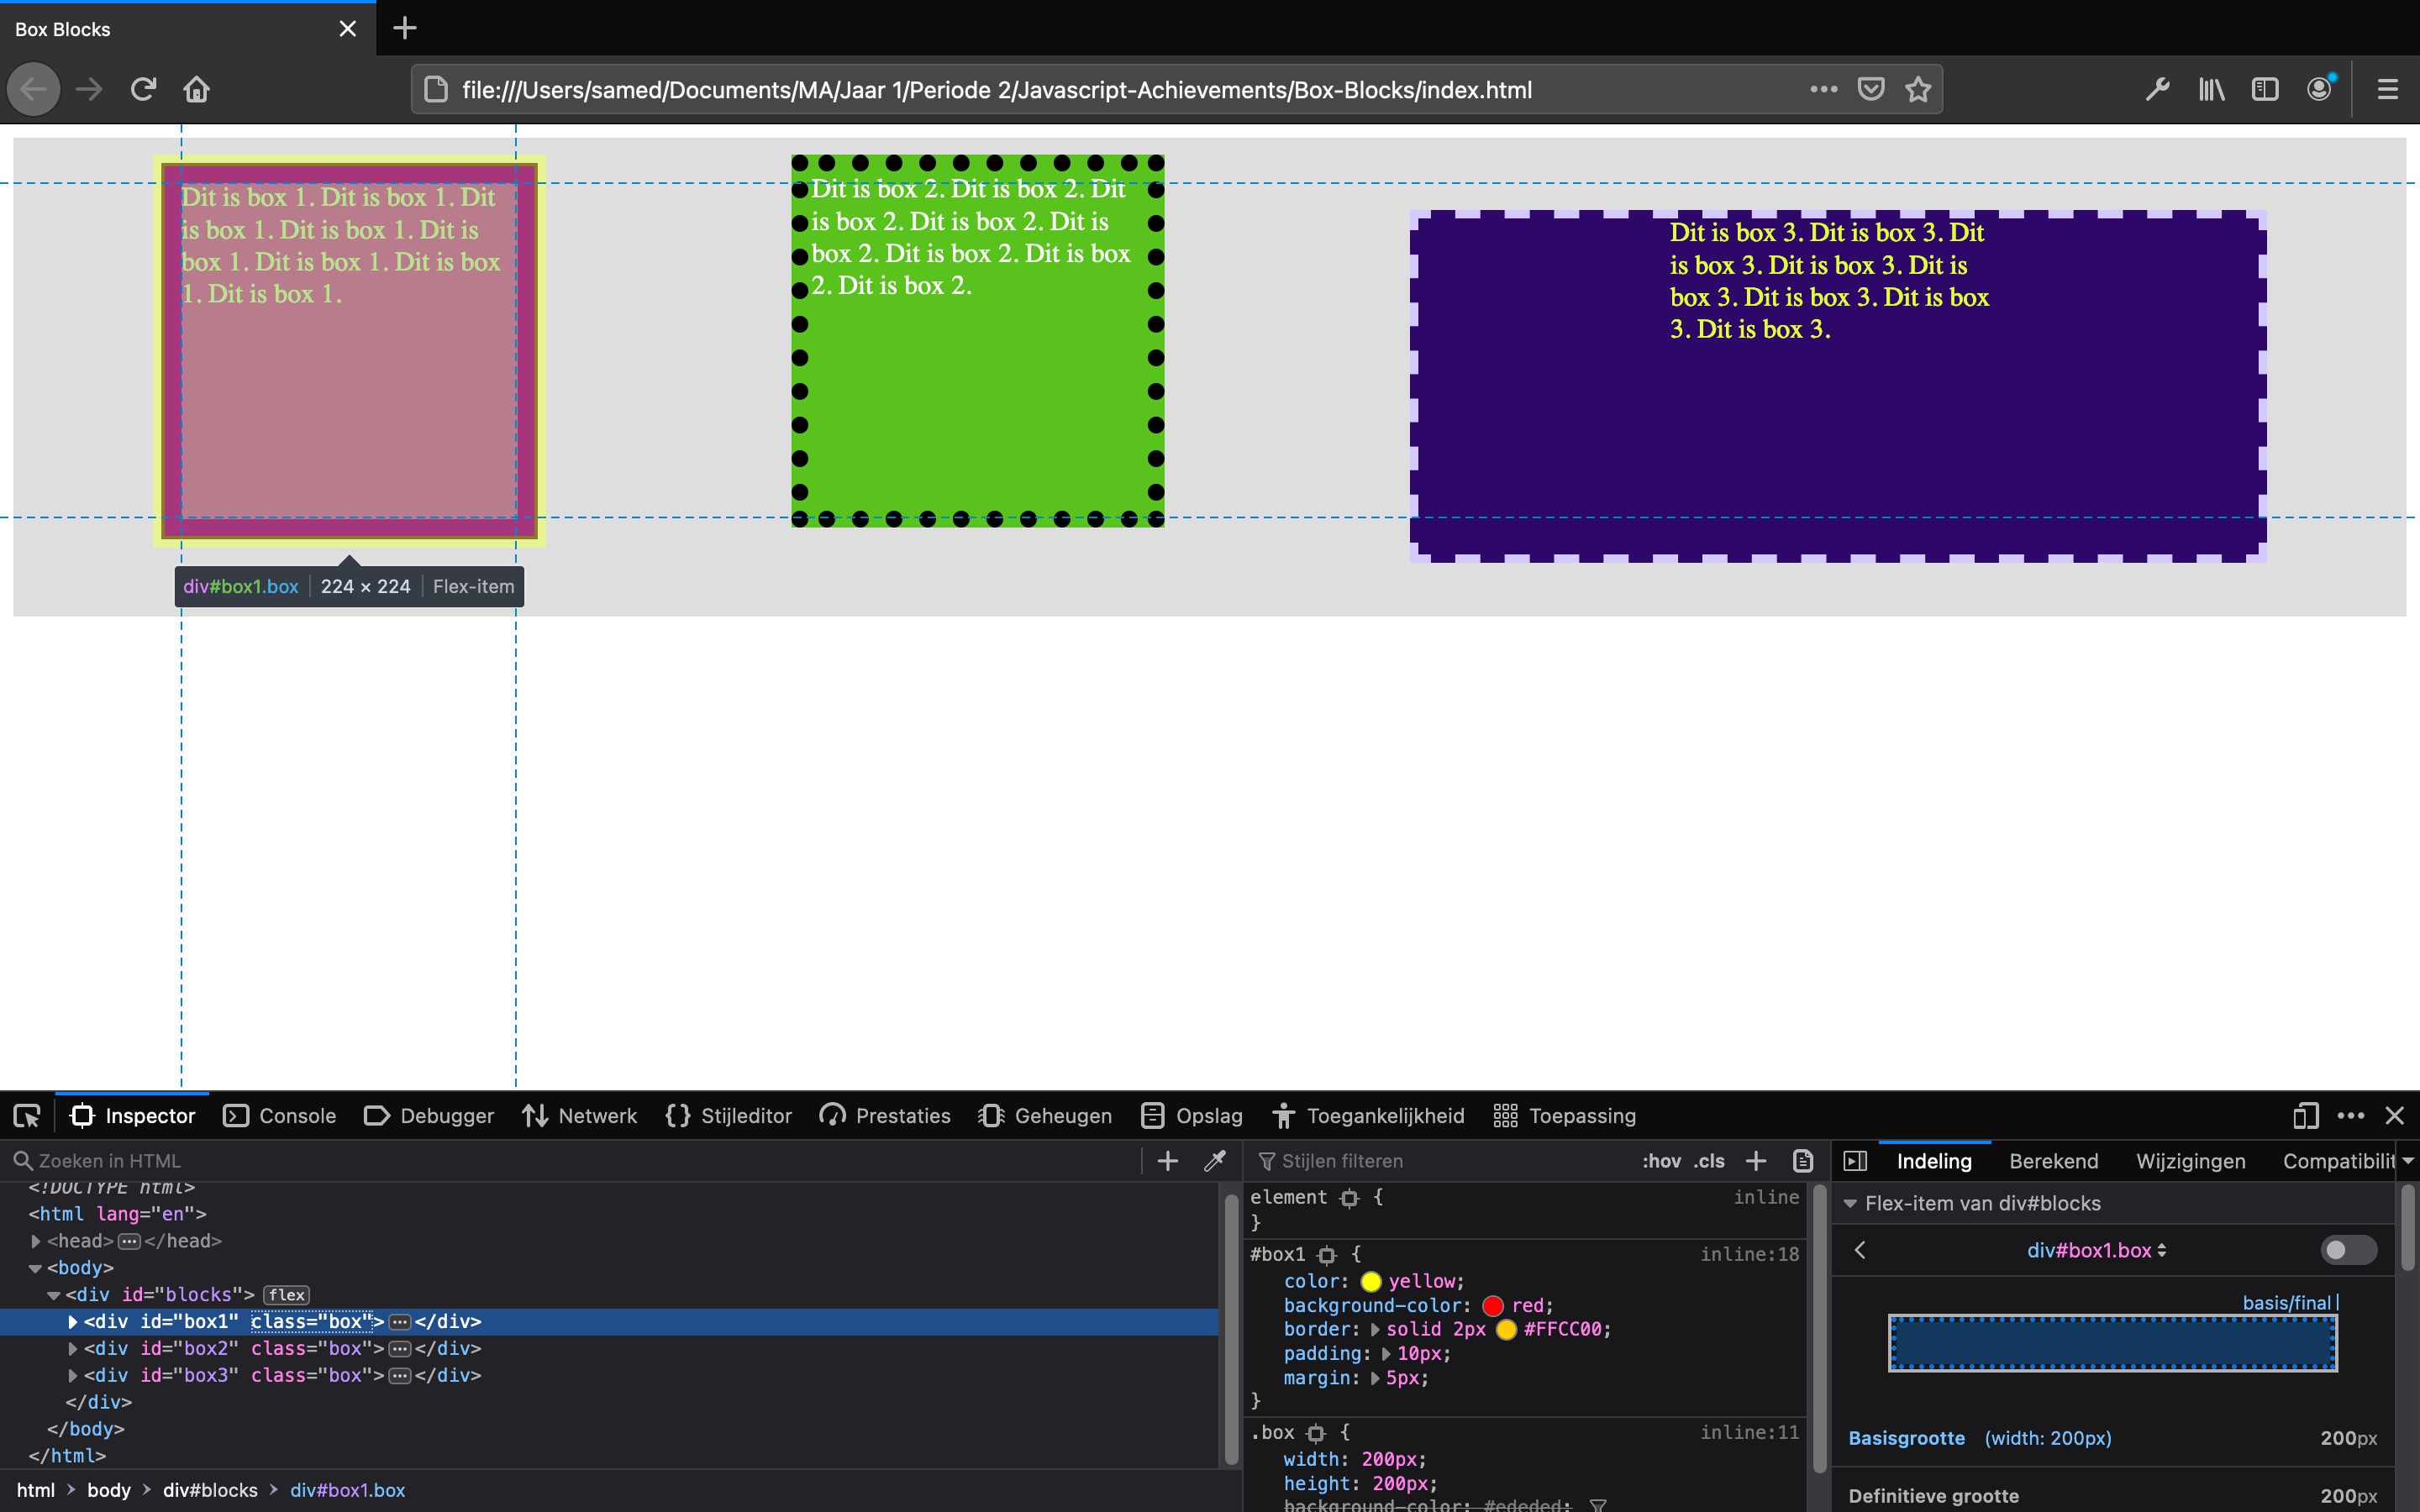 Box Blocks
file:///Users/samed/Documents/MA/Jaar 1/Periode 2/Javascript-Achievements/Box-Blocks/index.html
Dit is box 1. Dit is box 1. Dit
is box 1. Dit is box 1. Dit is
box 1. Dit is box 1. Dit is box
1. Dit is box 1.
Dit is box 2. Dit is box 2. Dit
is box 2. Dit is box 2. Dit is
box 2. Dit is box 2. Dit is box
2. Dit is box 2.
Dit is box 3. Dit is box 3. Dit
is box 3. Dit is box 3. Dit is
box 3. Dit is box 3. Dit is box
3. Dit is box 3.
div#box1.box 224 × 224 Flex-item
Inspector Console Debugger Netwerk Stijleditor Prestaties Geheugen Opslag Toegankelijkheid Toepassing
Zoeken in HTML
<!DOCTYPE html>
<html lang="en">
<head>···</head>
<body>
<div id="blocks"> flex
<div id="box1" class="box">···</div>
<div id="box2" class="box">···</div>
<div id="box3" class="box">···</div>
</div>
</body>
</html>
html > body > div#blocks > div#box1.box
Stijlen filteren :hov .cls
element { inline
}
#box1 { inline:18
color: yellow;
background-color: red;
border: solid 2px #FFCC00;
padding: 10px;
margin: 5px;
}
.box { inline:11
width: 200px;
height: 200px;
background-color: #ededed;
Indeling Berekend Wijzigingen Compatibilit
Flex-item van div#blocks
div#box1.box
basis/final
Basisgrootte (width: 200px) 200px
Definitieve grootte 200px